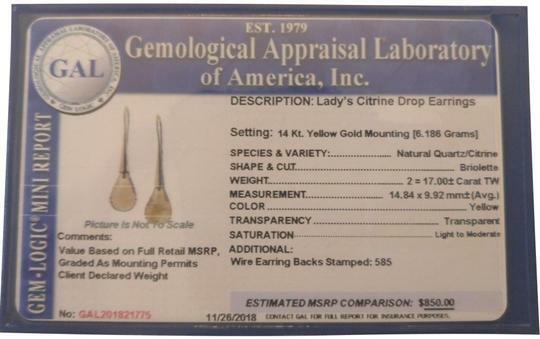 EST. 1979
Gemological Appraisal Laboratory
of America, Inc.
GAL
GEM LOGIC
GEM-LOGIC® MINI REPORT
DESCRIPTION: Lady's Citrine Drop Earrings
Setting: 14 Kt. Yellow Gold Mounting [6.186 Grams]
SPECIES & VARIETY: Natural Quartz/Citrine
SHAPE & CUT Briolette
WEIGHT 2 = 17.00± Carat TW
MEASUREMENT 14.84 x 9.92 mm±(Avg.)
COLOR Yellow
TRANSPARENCY Transparent
SATURATION Light to Moderate
ADDITIONAL:
Wire Earring Backs Stamped: 585
Picture is Not To Scale
Comments:
Value Based on Full Retail MSRP,
Graded As Mounting Permits
Client Declared Weight
ESTIMATED MSRP COMPARISON: $850.00
No: GAL201821775
11/26/2018 CONTACT GAL FOR FULL REPORT FOR INSURANCE PURPOSES.